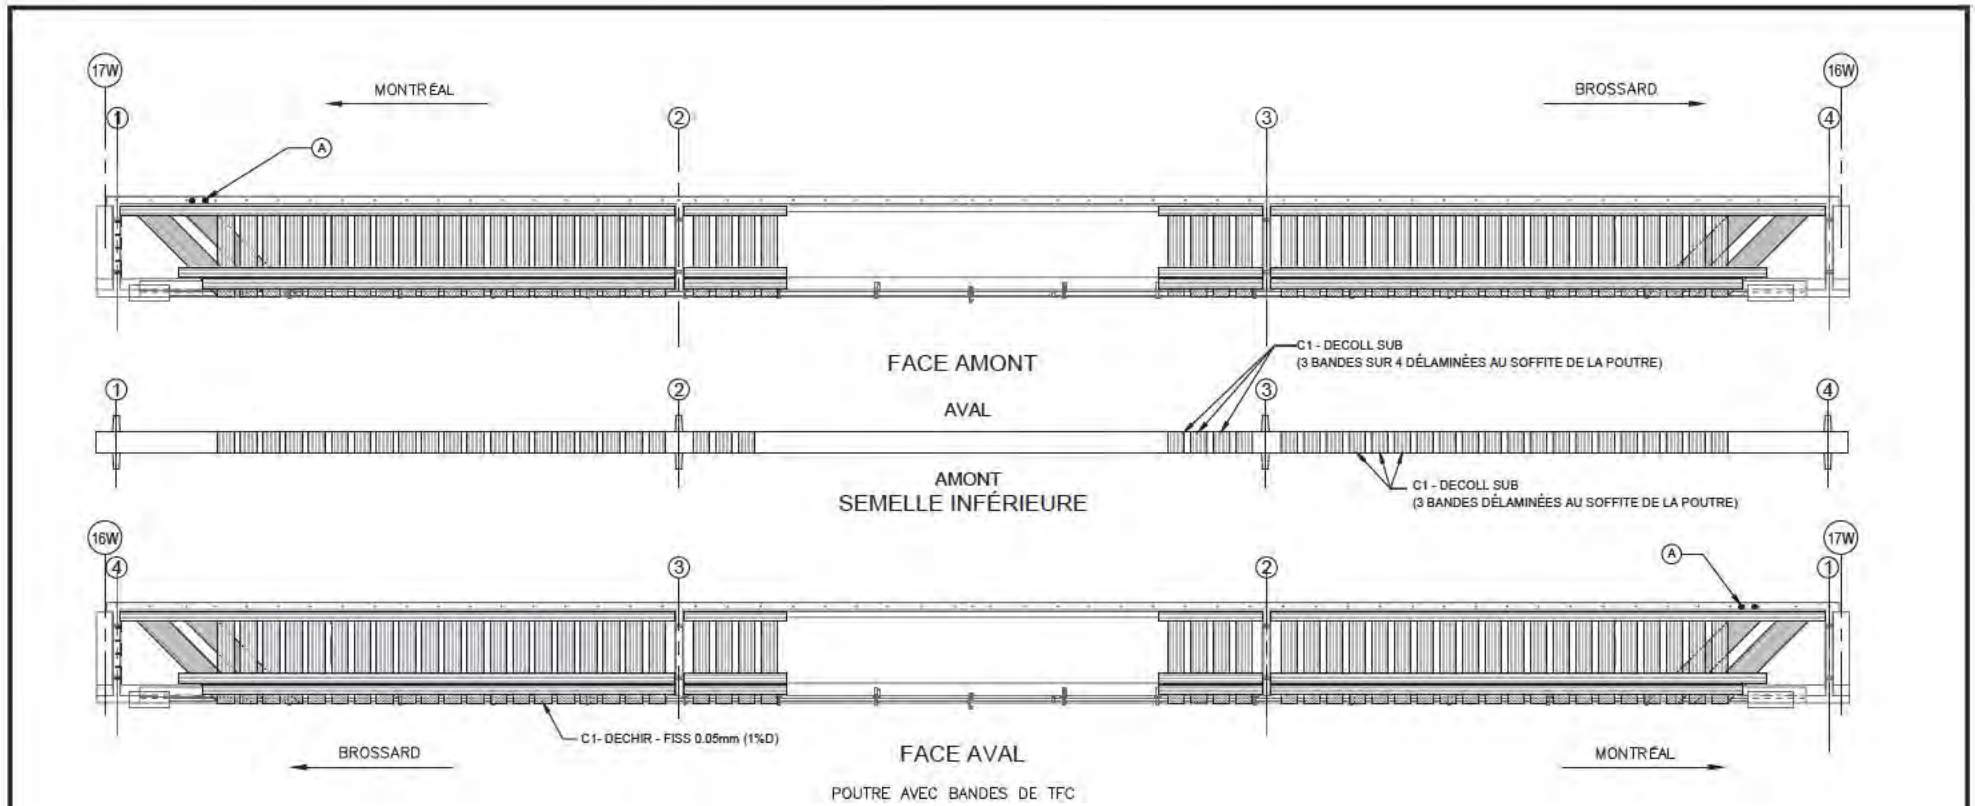 17W
16W
MONTRÉAL
BROSSARD
1
2
3
4
A
C1 - DECOLL SUB
(3 BANDES SUR 4 DÉLAMINÉES AU SOFFITE DE LA POUTRE)
FACE AMONT
1
2
3
4
AVAL
AMONT
C1 - DECOLL SUB
SEMELLE INFÉRIEURE
(3 BANDES DÉLAMINÉES AU SOFFITE DE LA POUTRE)
16W
17W
4
3
2
1
A
C1- DECHIR - FISS 0.05mm (1%D)
BROSSARD
FACE AVAL
MONTRÉAL
POUTRE AVEC BANDES DE TFC